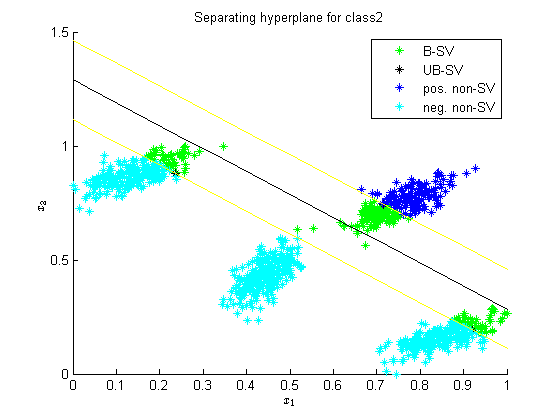 Separating hyperplane for class2
1.5
1
0.5
0
x₂
B-SV
UB-SV
pos. non-SV
neg. non-SV
0 0.1 0.2 0.3 0.4 0.5 0.6 0.7 0.8 0.9 1
x₁